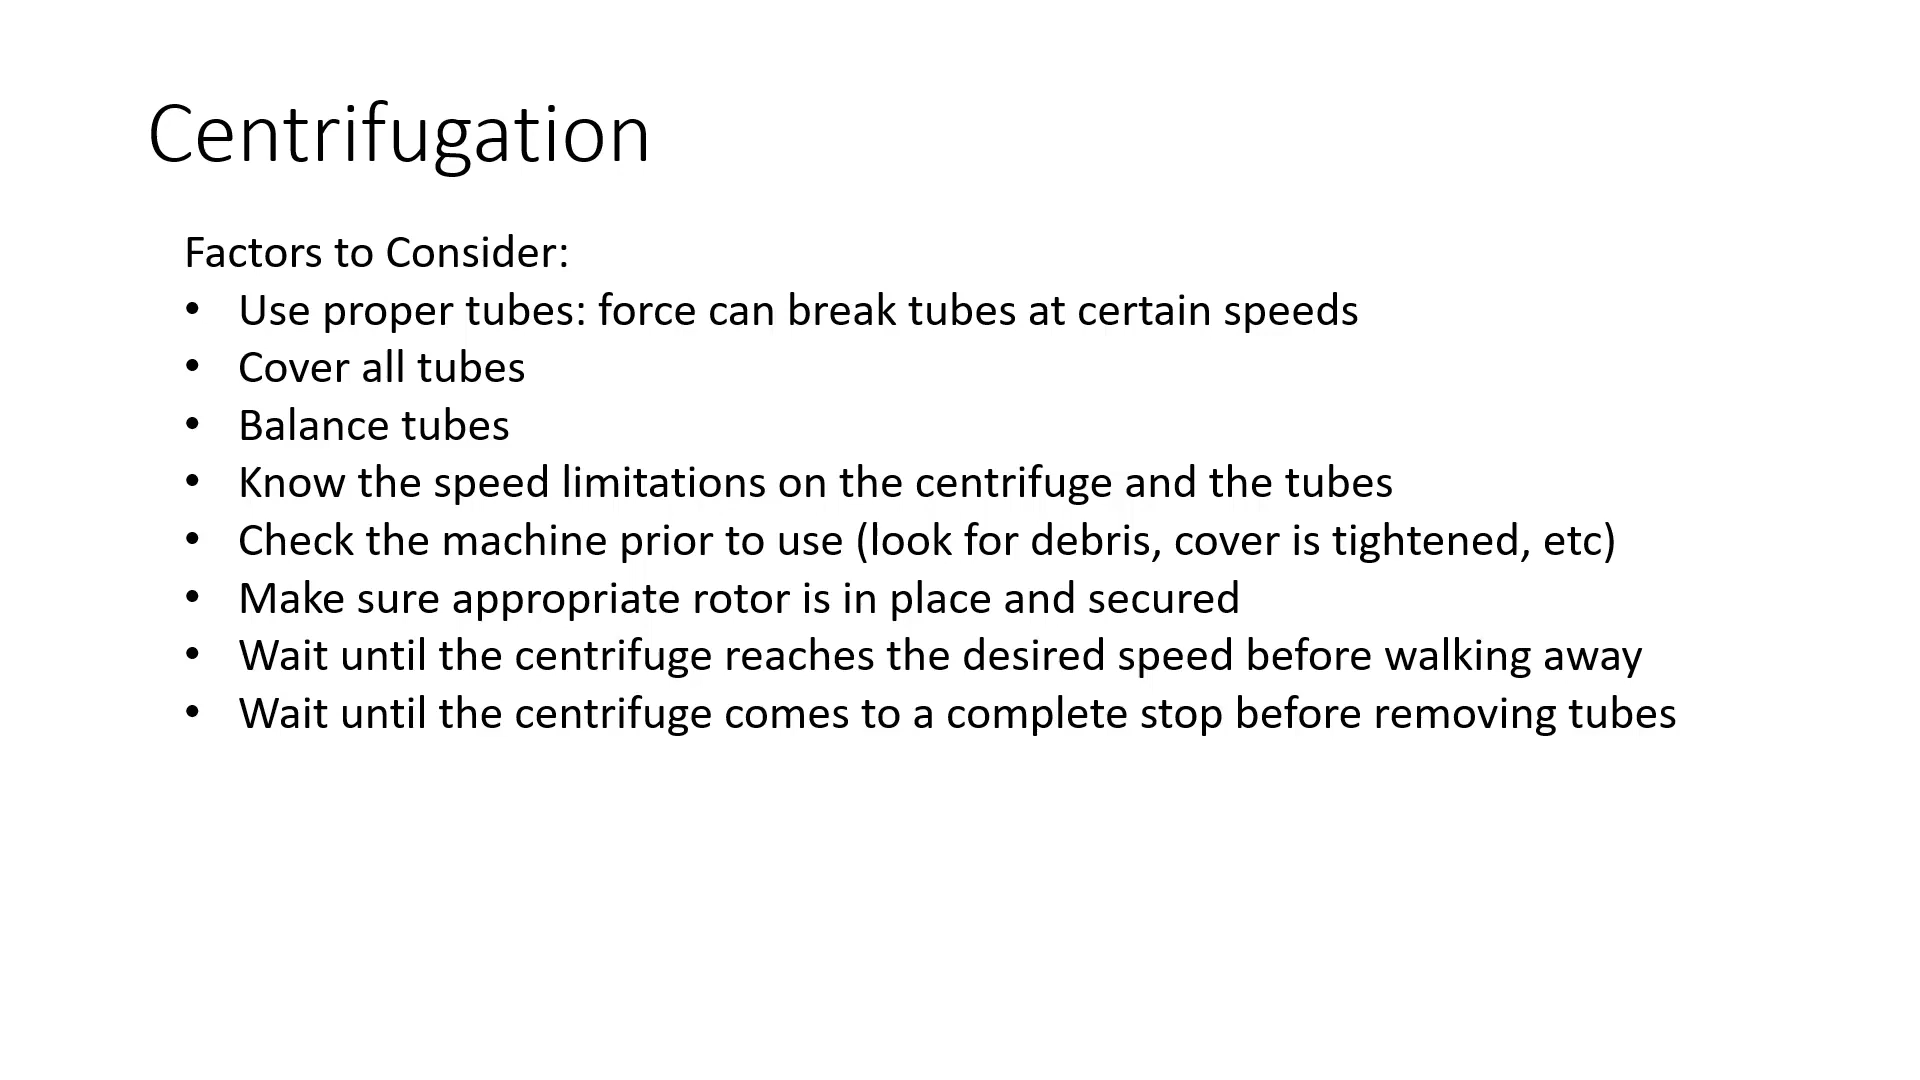 Centrifugation
Factors to Consider:
• Use proper tubes: force can break tubes at certain speeds
• Cover all tubes
• Balance tubes
• Know the speed limitations on the centrifuge and the tubes
• Check the machine prior to use (look for debris, cover is tightened, etc)
• Make sure appropriate rotor is in place and secured
• Wait until the centrifuge reaches the desired speed before walking away
• Wait until the centrifuge comes to a complete stop before removing tubes